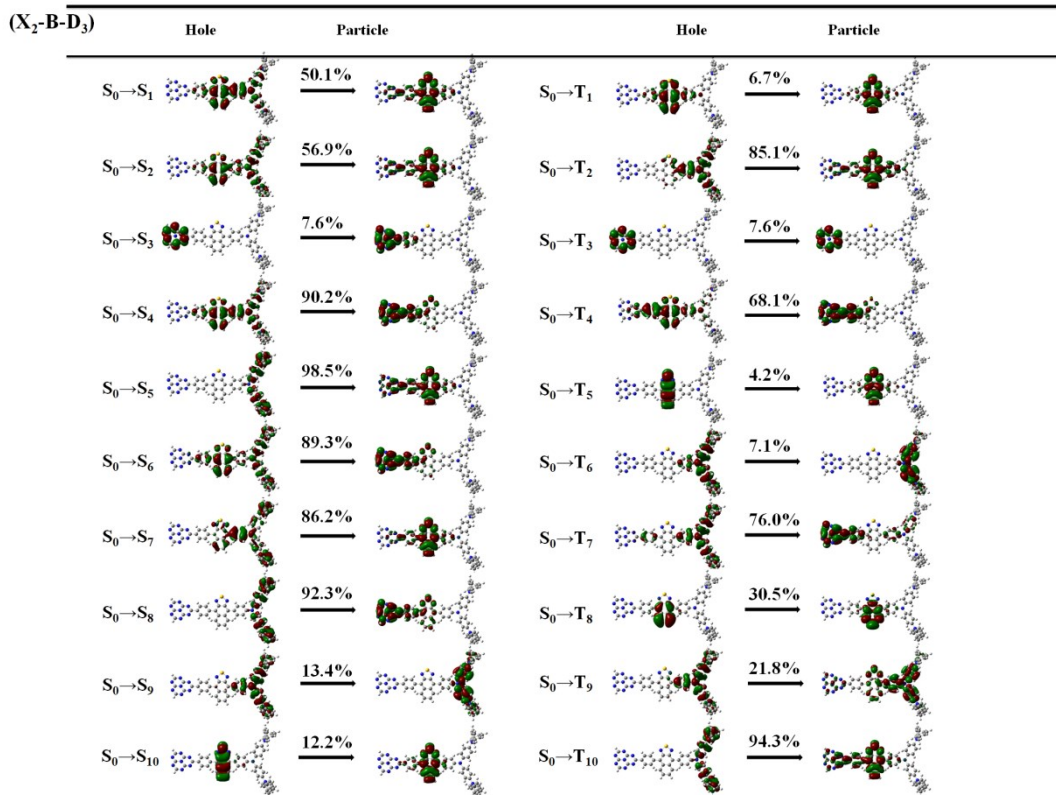 (X₂-B-D₃)
Hole Particle Hole Particle
S₀→S₁ 50.1% S₀→T₁ 6.7%
S₀→S₂ 56.9% S₀→T₂ 85.1%
S₀→S₃ 7.6% S₀→T₃ 7.6%
S₀→S₄ 90.2% S₀→T₄ 68.1%
S₀→S₅ 98.5% S₀→T₅ 4.2%
S₀→S₆ 89.3% S₀→T₆ 7.1%
S₀→S₇ 86.2% S₀→T₇ 76.0%
S₀→S₈ 92.3% S₀→T₈ 30.5%
S₀→S₉ 13.4% S₀→T₉ 21.8%
S₀→S₁₀ 12.2% S₀→T₁₀ 94.3%